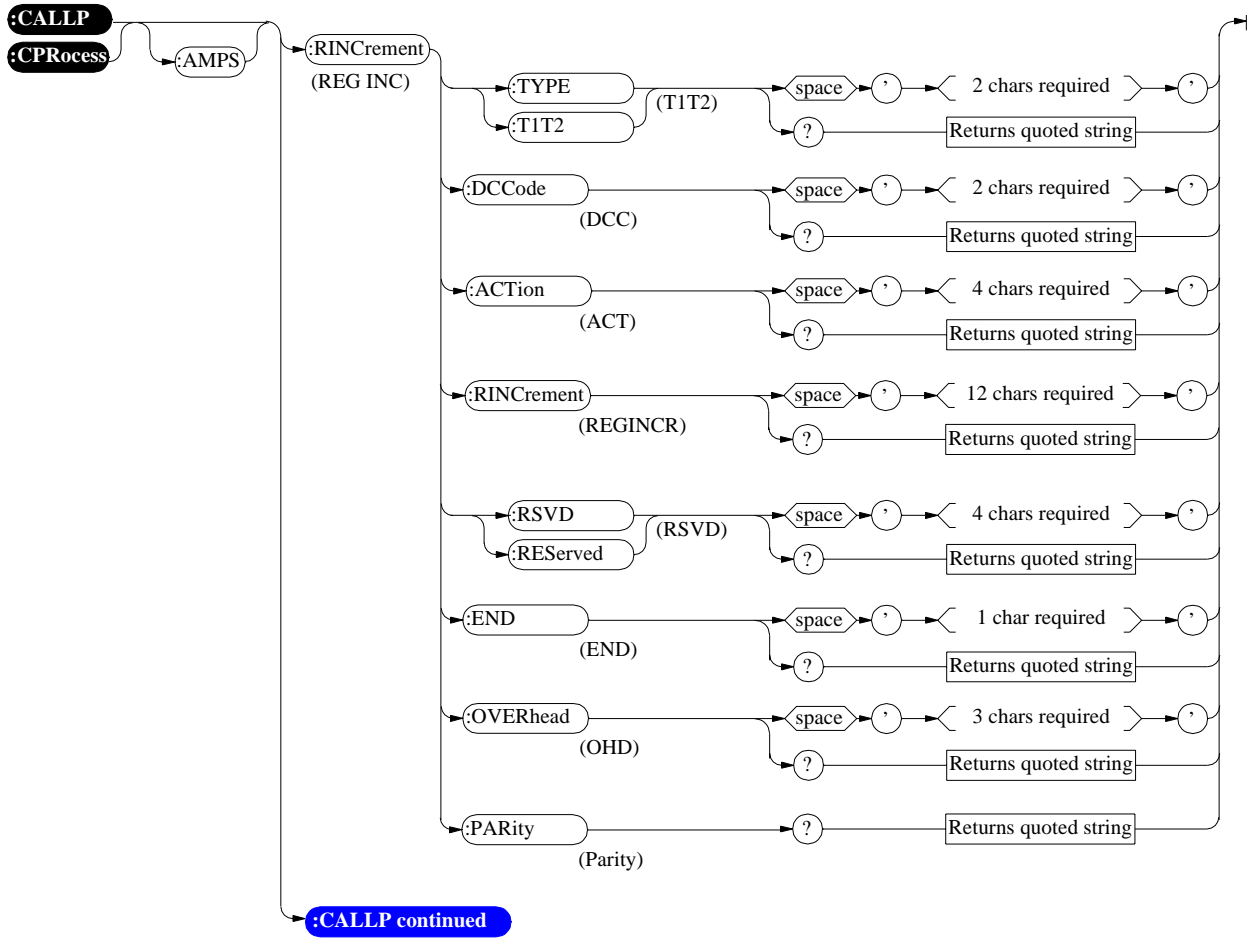 :CALLP
:CPRocess
:AMPS
:RINCrement
(REG INC)
:TYPE
:T1T2
(T1T2)
space ’ 2 chars required ’
? Returns quoted string
:DCCode
(DCC)
space ’ 2 chars required ’
? Returns quoted string
:ACTion
(ACT)
space ’ 4 chars required ’
? Returns quoted string
:RINCrement
(REGINCR)
space ’ 12 chars required ’
? Returns quoted string
:RSVD
:REServed
(RSVD)
space ’ 4 chars required ’
? Returns quoted string
:END
(END)
space ’ 1 char required ’
? Returns quoted string
:OVERhead
(OHD)
space ’ 3 chars required ’
? Returns quoted string
:PARity
(Parity)
? Returns quoted string
:CALLP continued